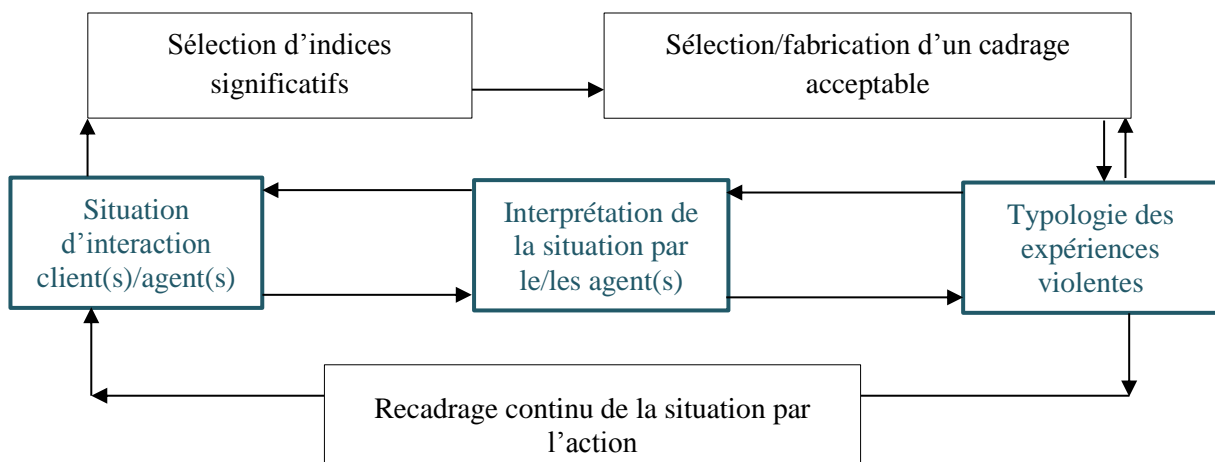 Sélection d’indices
significatifs
Sélection/fabrication d’un cadrage
acceptable
Situation
d’interaction
client(s)/agent(s)
Interprétation de
la situation par
le/les agent(s)
Typologie des
expériences
violentes
Recadrage continu de la situation par
l’action